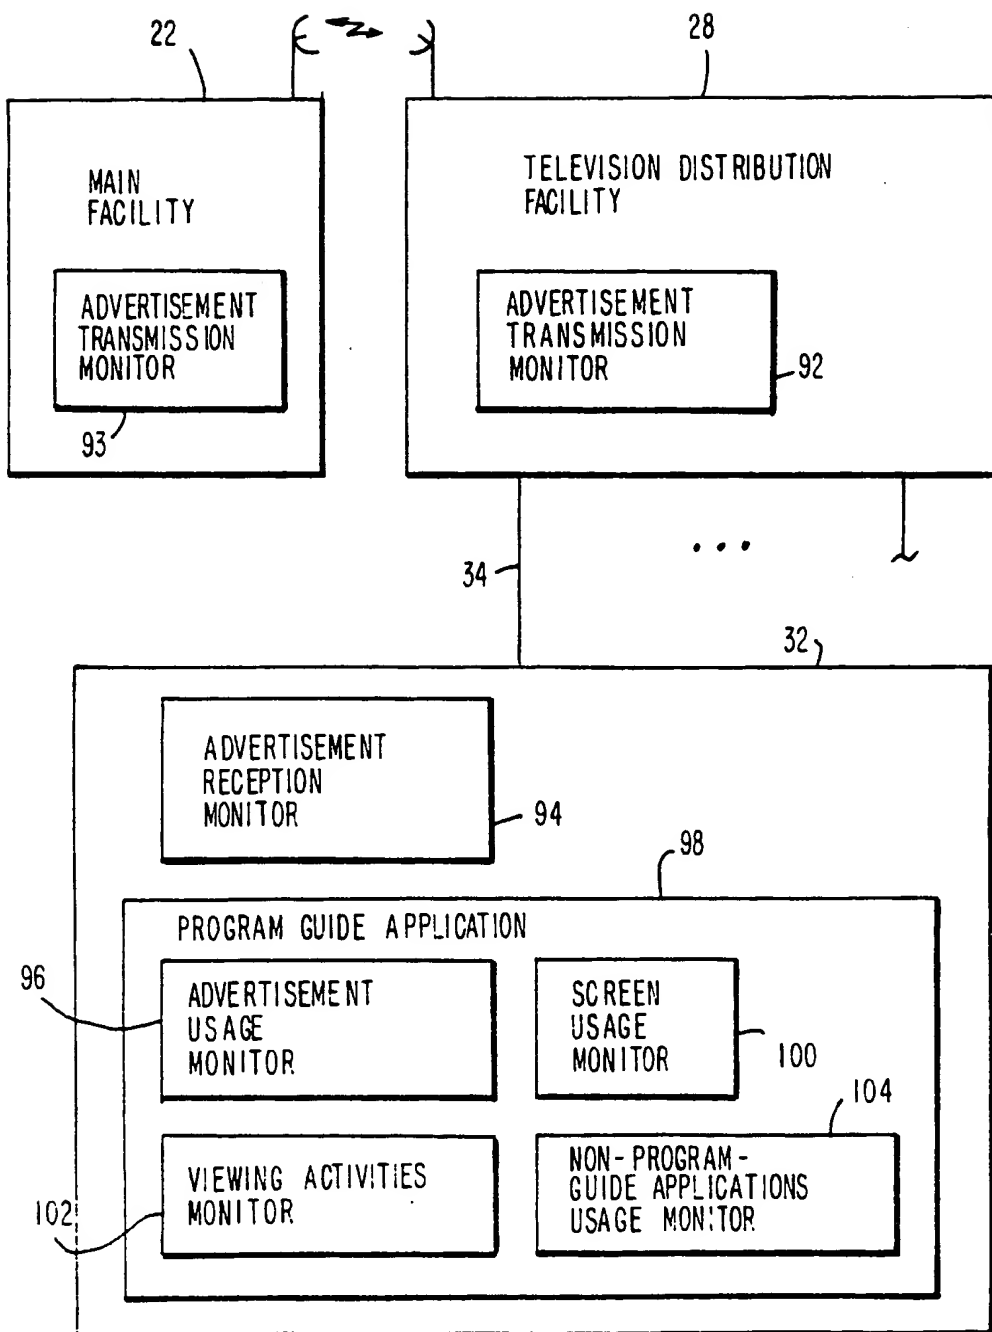 22
28
MAIN
FACILITY
TELEVISION DISTRIBUTION
FACILITY
ADVERTISEMENT
TRANSMISSION
MONITOR
93
ADVERTISEMENT
TRANSMISSION
MONITOR
92
34
32
ADVERTISEMENT
RECEPTION
MONITOR
94
98
PROGRAM GUIDE APPLICATION
96
ADVERTISEMENT
USAGE
MONITOR
SCREEN
USAGE
MONITOR
100
104
VIEWING ACTIVITIES
MONITOR
102
NON-PROGRAM-
GUIDE APPLICATIONS
USAGE MONITOR